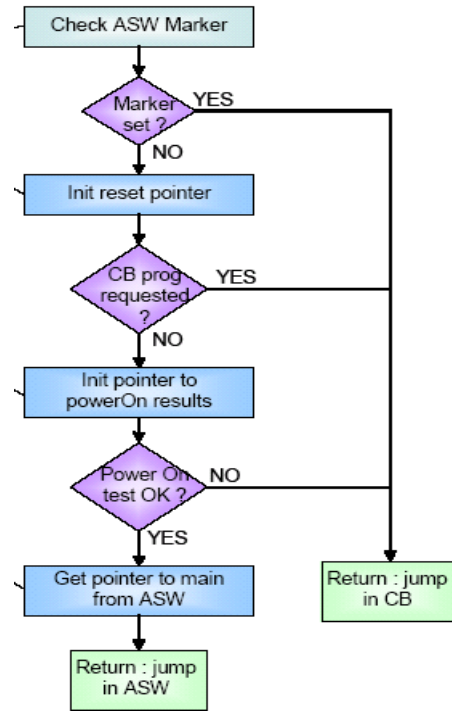 Check ASW Marker
Marker
set ?
YES
NO
Init reset pointer
CB prog
requested
?
YES
NO
Init pointer to
powerOn results
Power On
test OK ?
NO
YES
Get pointer to main
from ASW
Return : jump
in CB
Return : jump
in ASW